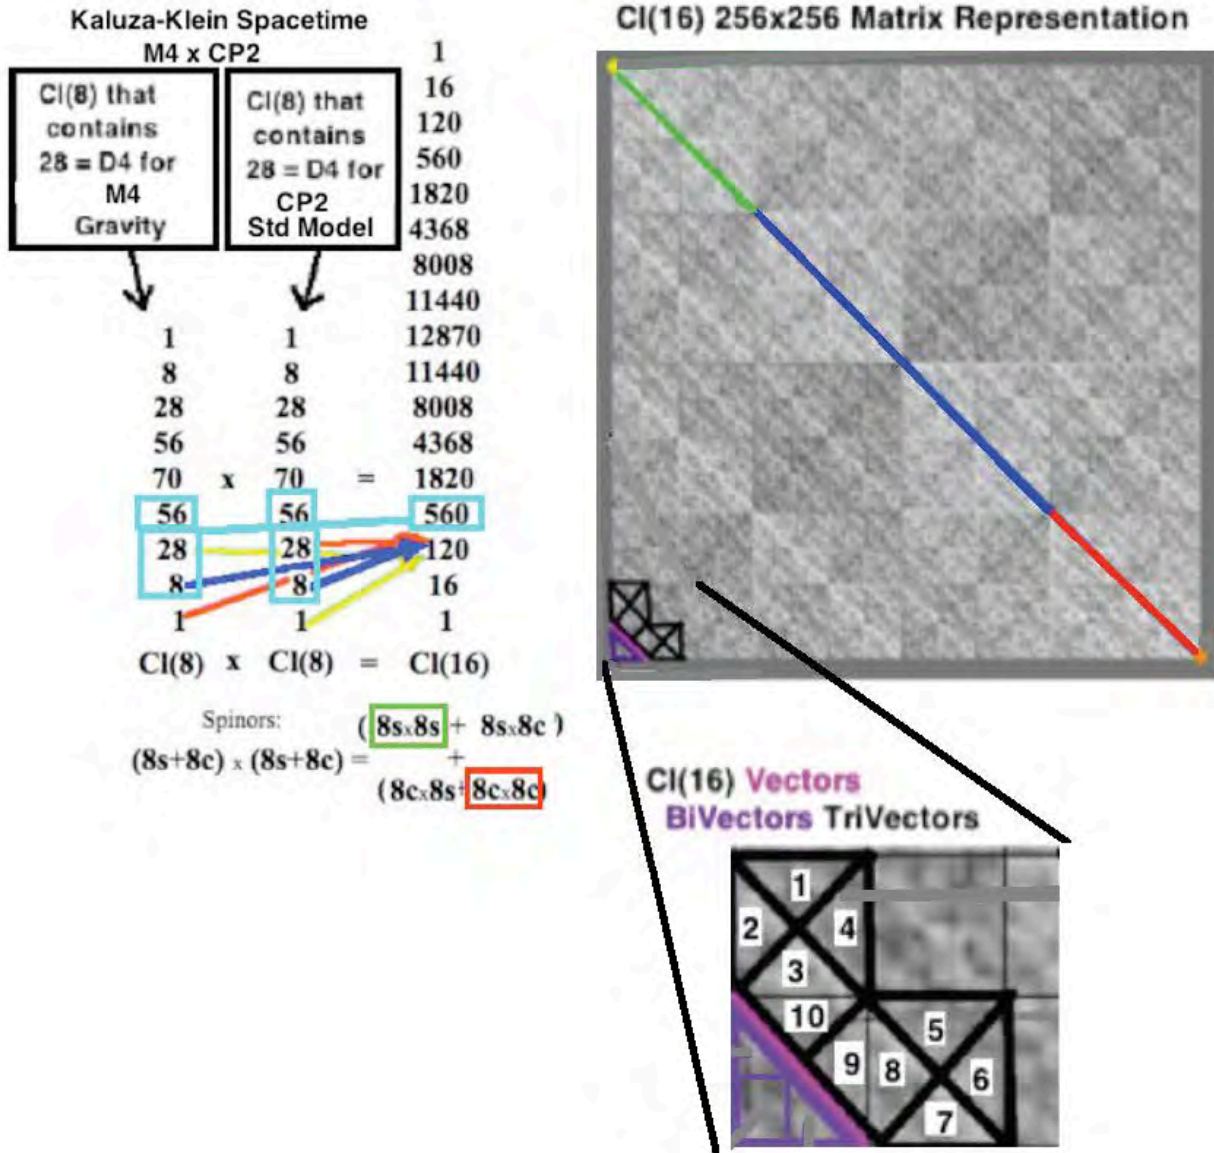 Kaluza-Klein Spacetime
M4 x CP2
Cl(8) that
contains
28 = D4 for
M4
Gravity
Cl(8) that
contains
28 = D4 for
CP2
Std Model
1
16
120
560
1820
4368
8008
11440
1 1 12870
8 8 11440
28 28 8008
56 56 4368
70 x 70 = 1820
56 56 560
28 28 120
8 8 16
1 1 1
Cl(8) x Cl(8) = Cl(16)
Spinors:
(8s+8c) x (8s+8c) =
(8sx8s + 8sx8c )
+
(8cx8s+8cx8c)
Cl(16) 256x256 Matrix Representation
Cl(16) Vectors
BiVectors TriVectors
1
2 4
3
10 5
9 8 6
7